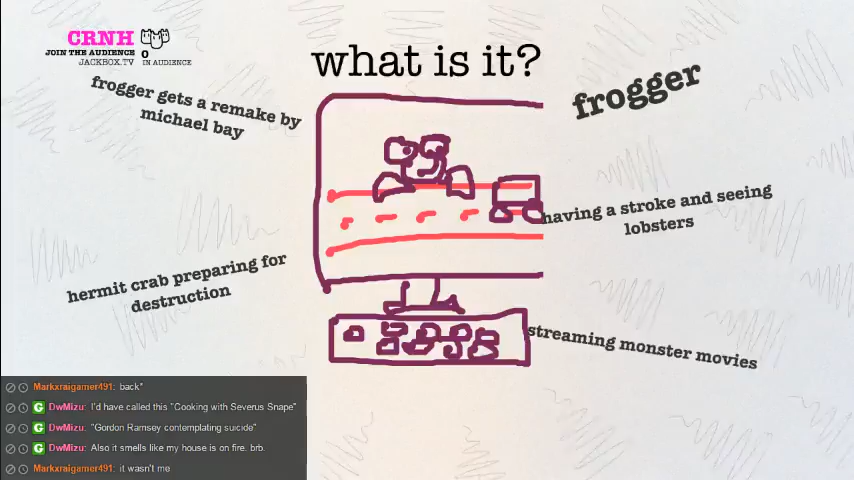 CRNH
JOIN THE AUDIENCE
JACKBOX.TV
0
IN AUDIENCE
what is it?
frogger gets a remake by
michael bay
frogger
having a stroke and seeing
lobsters
hermit crab preparing for
destruction
streaming monster movies
Markxraigamer491: back*
G DwMizu: I'd have called this "Cooking with Severus Snape"
G DwMizu: "Gordon Ramsey contemplating suicide"
G DwMizu: Also it smells like my house is on fire. brb.
Markxraigamer491: it wasn't me